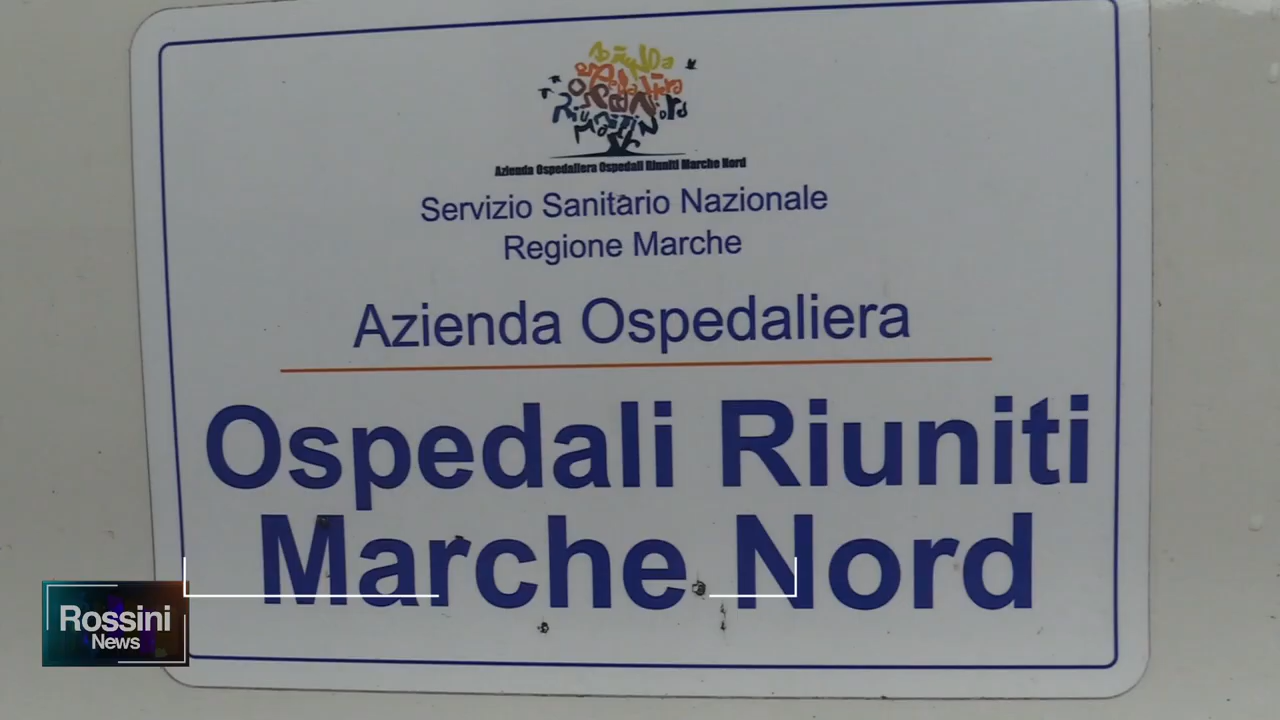 Azienda Ospedaliera Ospedali Riuniti Marche Nord
Servizio Sanitario Nazionale
Regione Marche
Azienda Ospedaliera
Ospedali Riuniti
Marche Nord
Rossini
News